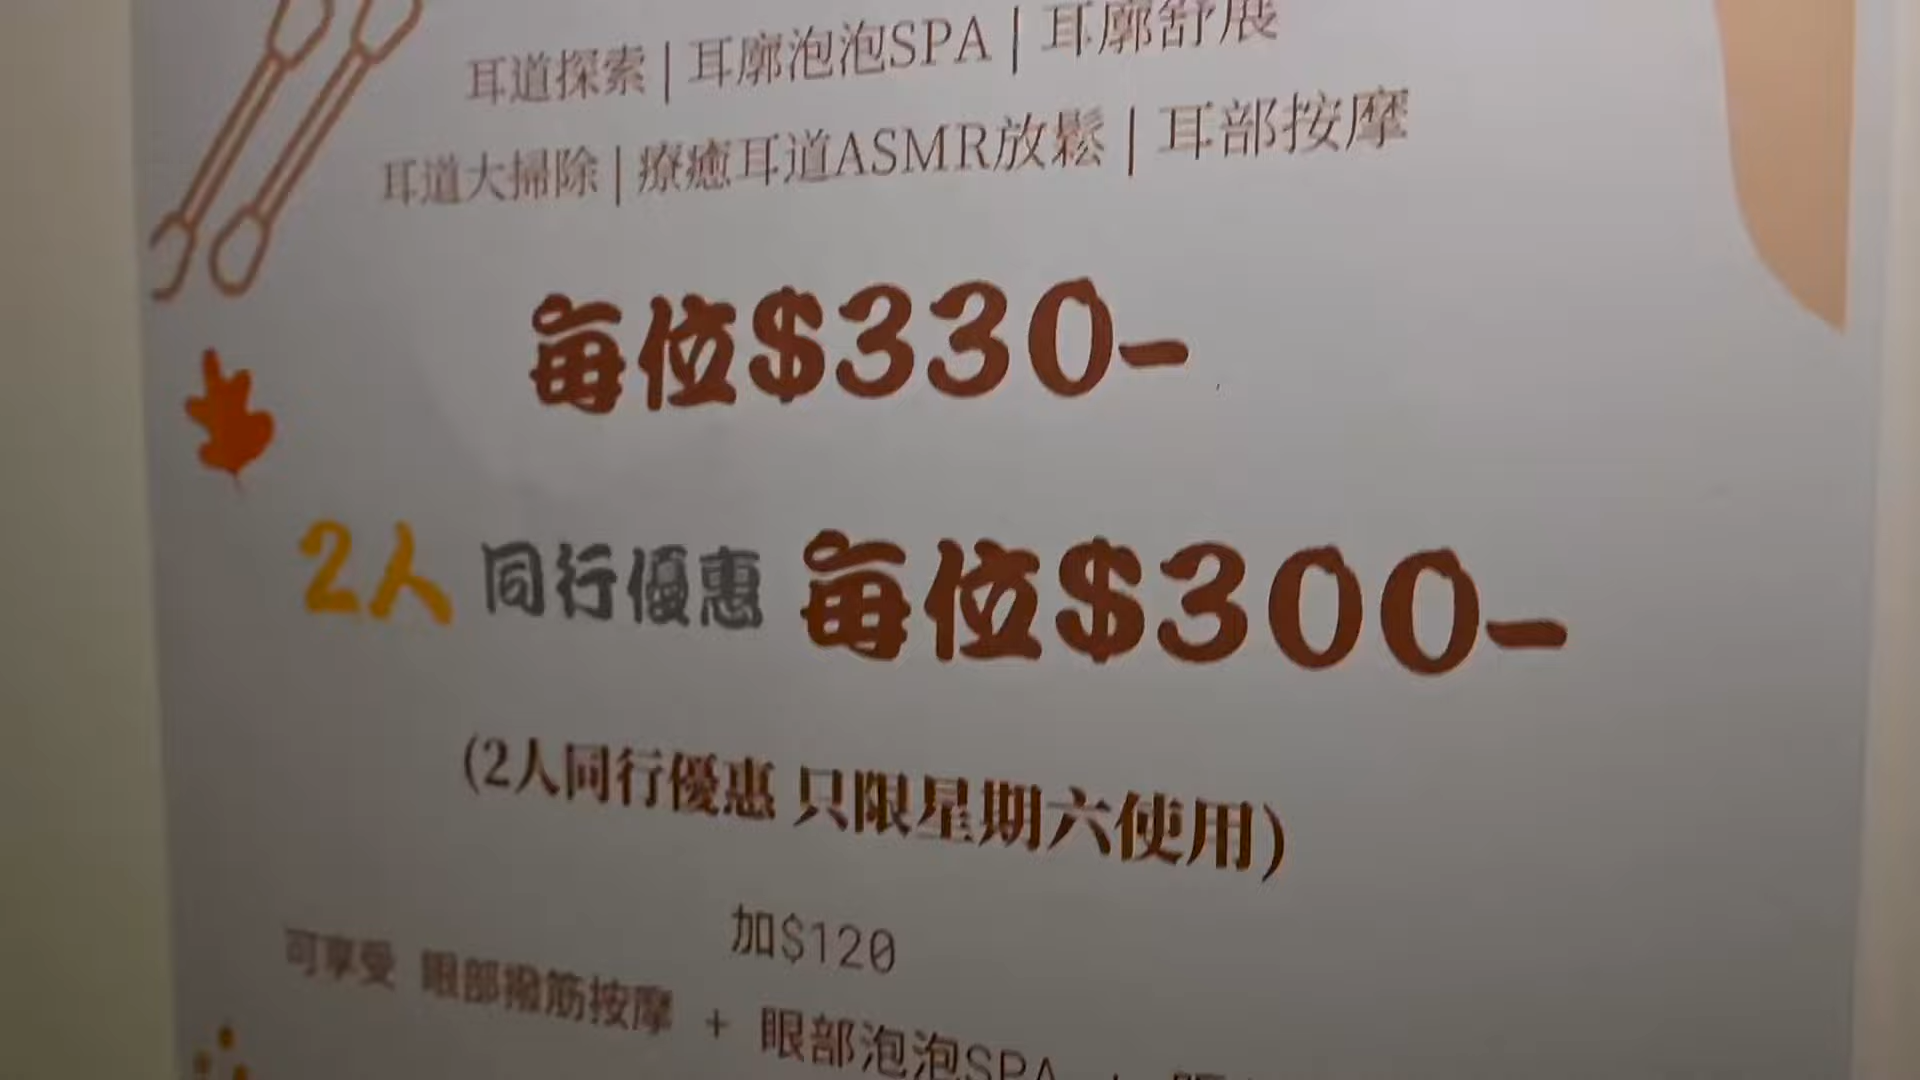 耳道探索 | 耳廓泡泡SPA | 耳廓舒展
耳道大掃除 | 療癒耳道ASMR放鬆 | 耳部按摩
每位$330-
2人 同行優惠 每位$300-
(2人同行優惠 只限星期六使用)
加$120
可享受 眼部撥筋按摩 + 眼部泡泡SPA +